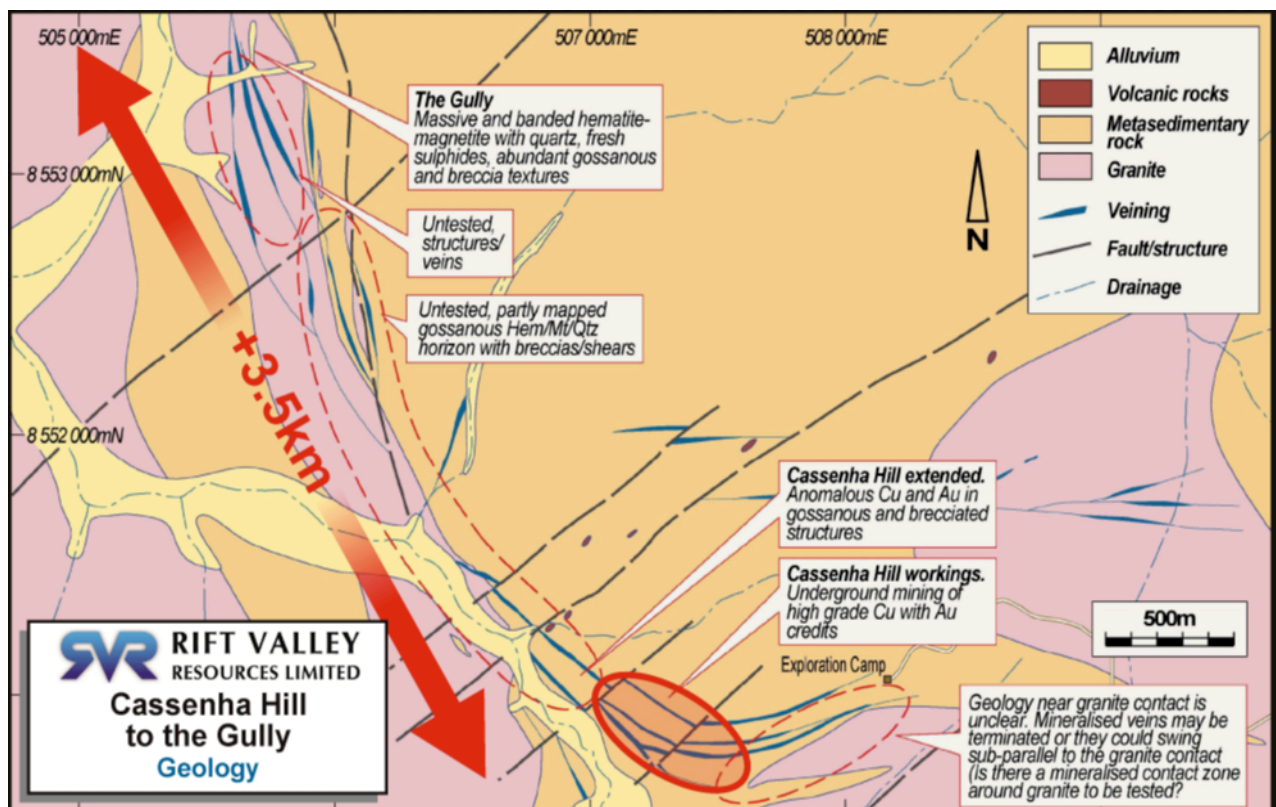 505 000mE
507 000mE
508 000mE
Alluvium
Volcanic rocks
Metasedimentary
rock
Granite
Veining
Fault/structure
Drainage
The Gully
Massive and banded hematite-
magnetite with quartz, fresh
sulphides, abundant gossanous
and breccia textures
8 553 000mN
Untested,
structures/
veins
N
Untested, partly mapped
gossanous Hem/Mt/Qtz
horizon with breccias/shears
+3.5km
8 552 000mN
Cassenha Hill extended.
Anomalous Cu and Au in
gossanous and brecciated
structures
Cassenha Hill workings.
Underground mining of
high grade Cu with Au
credits
500m
Exploration Camp
RVR RIFT VALLEY
RESOURCES LIMITED
Cassenha Hill
to the Gully
Geology
Geology near granite contact is
unclear. Mineralised veins may be
terminated or they could swing
sub-parallel to the granite contact
(Is there a mineralised contact zone
around granite to be tested?